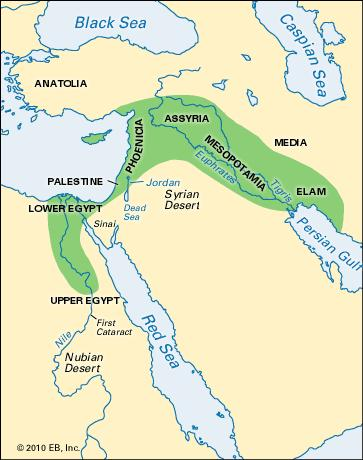 Black Sea
Caspian Sea
ANATOLIA
ASSYRIA
PHOENICIA
MESOPOTAMIA
MEDIA
Euphrates
Tigris
PALESTINE
Jordan
Syrian
Desert
ELAM
LOWER EGYPT
Dead
Sea
Sinai
Persian Gulf
UPPER EGYPT
First
Cataract
Nile
Red Sea
Nubian
Desert
© 2010 EB, Inc.